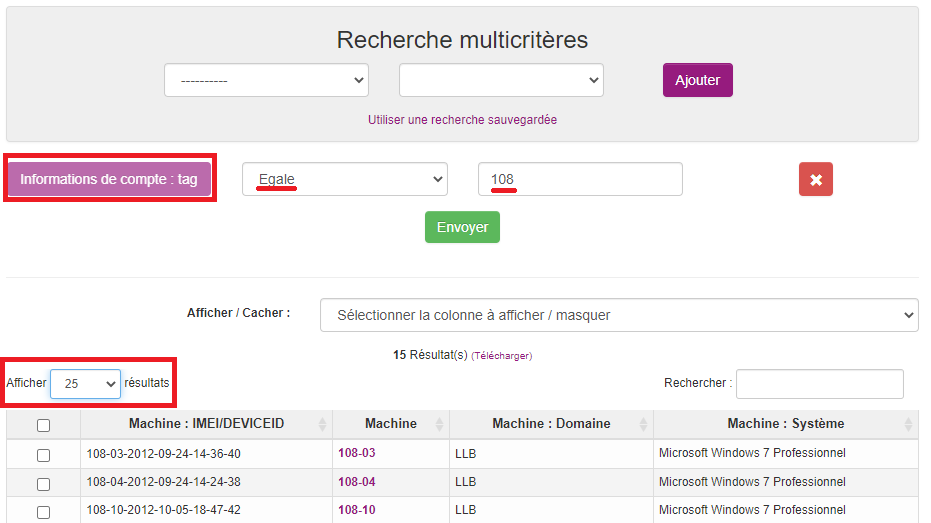 Recherche multicritères
---------- Ajouter
Utiliser une recherche sauvegardée
Informations de compte : tag Egale 108
Envoyer
Afficher / Cacher : Sélectionner la colonne à afficher / masquer
15 Résultat(s) (Télécharger)
Afficher 25 résultats Rechercher :
Machine : IMEI/DEVICEID Machine Machine : Domaine Machine : Système
108-03-2012-09-24-14-36-40 108-03 LLB Microsoft Windows 7 Professionnel
108-04-2012-09-24-14-24-38 108-04 LLB Microsoft Windows 7 Professionnel
108-10-2012-10-05-18-47-42 108-10 LLB Microsoft Windows 7 Professionnel